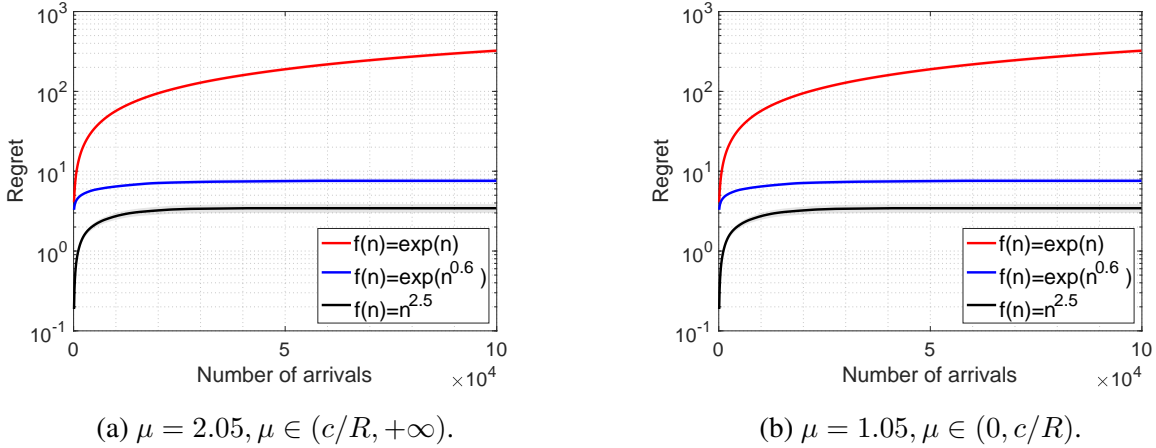 10^3
10^2
10^1
10^0
10^-1
Regret
f(n)=exp(n)
f(n)=exp(n^0.6)
f(n)=n^2.5
0 5 10
×10^4
Number of arrivals
(a) μ = 2.05, μ ∈ (c/R, +∞).
10^3
10^2
10^1
10^0
10^-1
Regret
f(n)=exp(n)
f(n)=exp(n^0.6)
f(n)=n^2.5
0 5 10
×10^4
Number of arrivals
(b) μ = 1.05, μ ∈ (0, c/R).